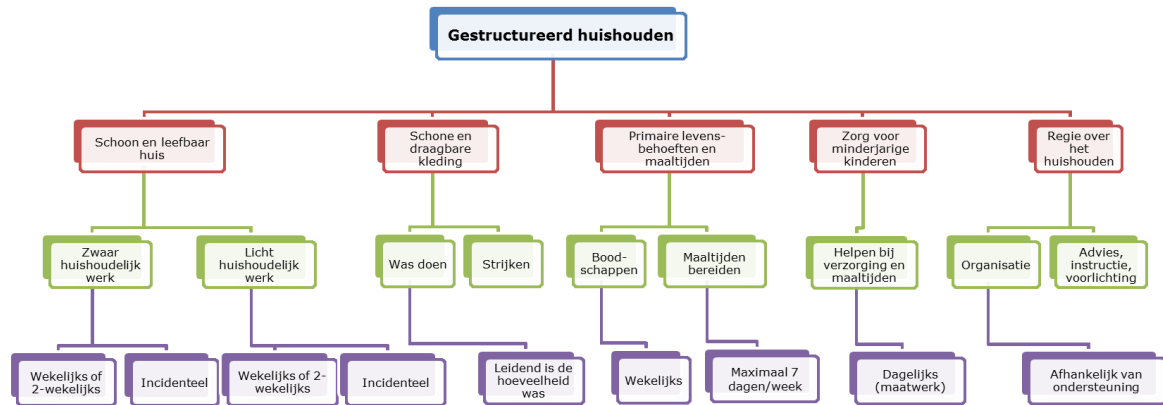 Gestructureerd huishouden
Schoon en leefbaar
huis
Schone en
draagbare
kleding
Primaire levens-
behoeften en
maaltijden
Zorg voor
minderjarige
kinderen
Regie over
het
huishouden
Zwaar
huishoudelijk
werk
Licht
huishoudelijk
werk
Was doen
Strijken
Bood-
schappen
Maaltijden
bereiden
Helpen bij
verzorging en
maaltijden
Organisatie
Advies,
instructie,
voorlichting
Wekelijks of
2-wekelijks
Incidenteel
Wekelijks of 2-
wekelijks
Incidenteel
Leidend is de
hoeveelheid
was
Wekelijks
Maximaal 7
dagen/week
Dagelijks
(maatwerk)
Afhankelijk van
ondersteuning